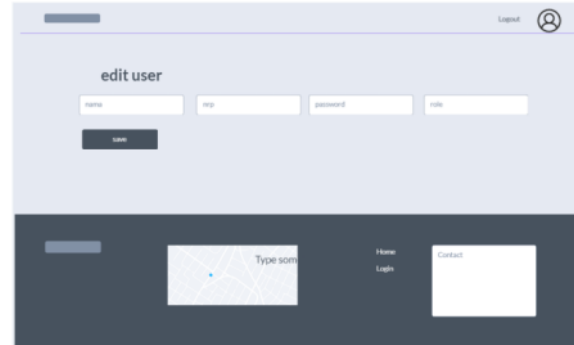 Logout
edit user
nama
nrp
password
role
save
Type som
Home
Login
Contact